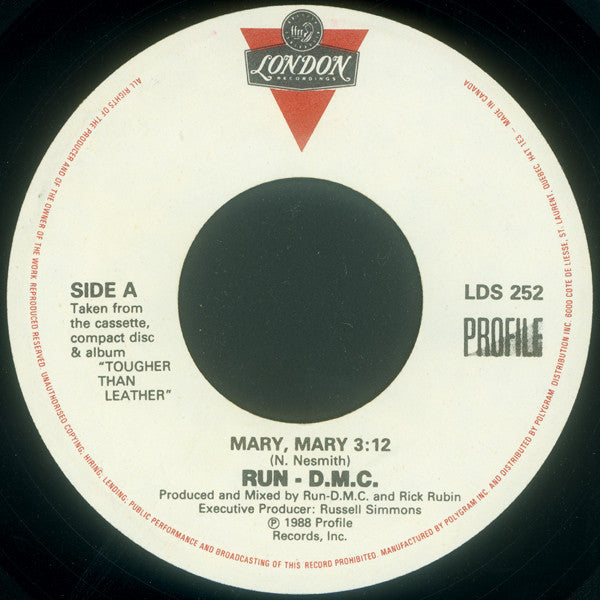 LONDON
RECORDINGS
SIDE A
Taken from
the cassette,
compact disc
& album
"TOUGHER
THAN
LEATHER"
LDS 252
PROFILE
MARY, MARY 3:12
(N. Nesmith)
RUN - D.M.C.
Produced and Mixed by Run-D.M.C. and Rick Rubin
Executive Producer: Russell Simmons
℗ 1988 Profile
Records, Inc.
ALL RIGHTS OF THE PRODUCER AND OF THE OWNER OF THE WORK REPRODUCED RESERVED. UNAUTHORISED COPYING, HIRING, LENDING, PUBLIC PERFORMANCE AND BROADCASTING OF THIS RECORD PROHIBITED. MANUFACTURED BY POLYGRAM INC AND DISTRIBUTED BY POLYGRAM DISTRIBUTION INC. 6000 COTE DE LIESSE, ST. LAURENT, QUEBEC H4T 1E3 - MADE IN CANADA